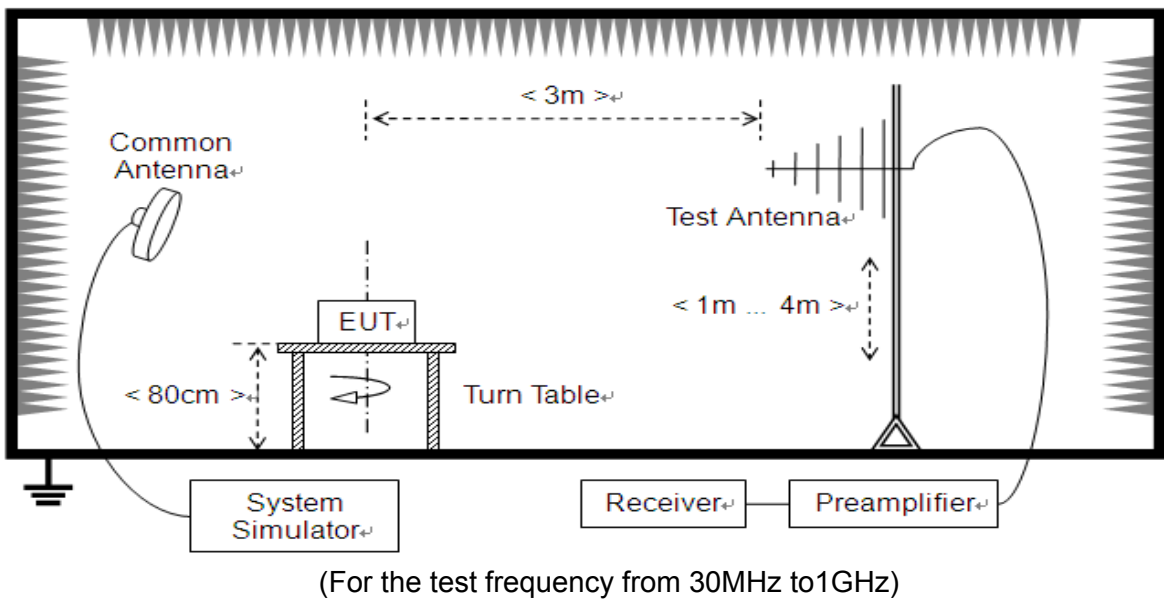 < 3m >↵
Common
Antenna↵
Test Antenna↵
< 1m ... 4m >↵
EUT↵
< 80cm >↵
Turn Table↵
System
Simulator↵
Receiver↵
Preamplifier↵
(For the test frequency from 30MHz to1GHz)